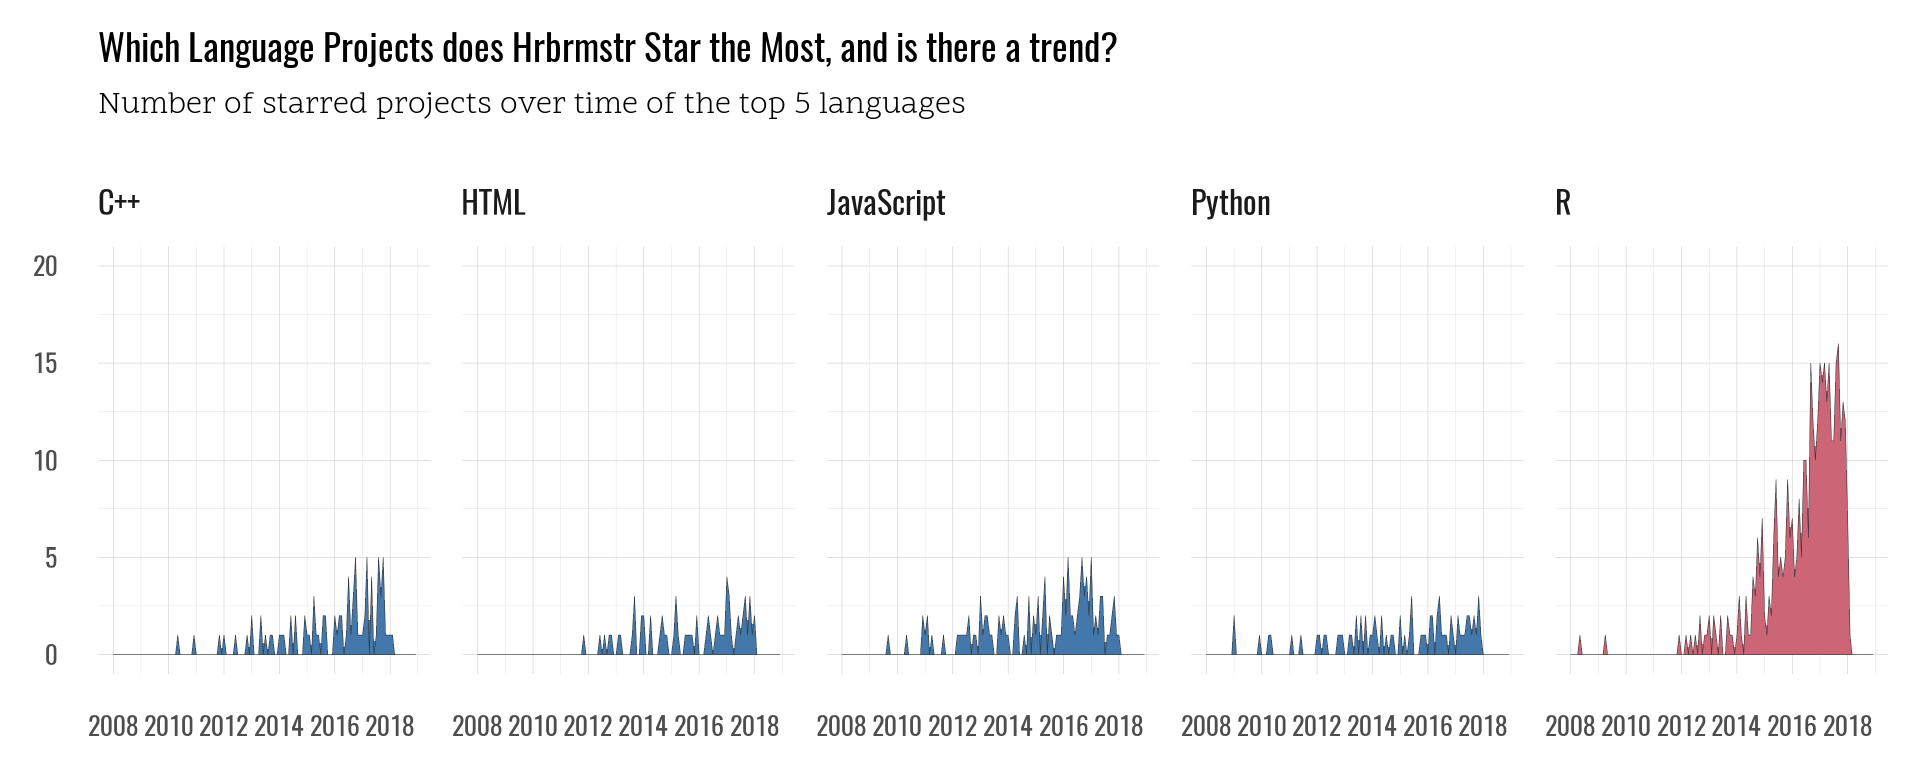 Which Language Projects does Hrbrmstr Star the Most, and is there a trend?
Number of starred projects over time of the top 5 languages
C++ HTML JavaScript Python R
20
15
10
5
0
2008 2010 2012 2014 2016 2018 2008 2010 2012 2014 2016 2018 2008 2010 2012 2014 2016 2018 2008 2010 2012 2014 2016 2018 2008 2010 2012 2014 2016 2018